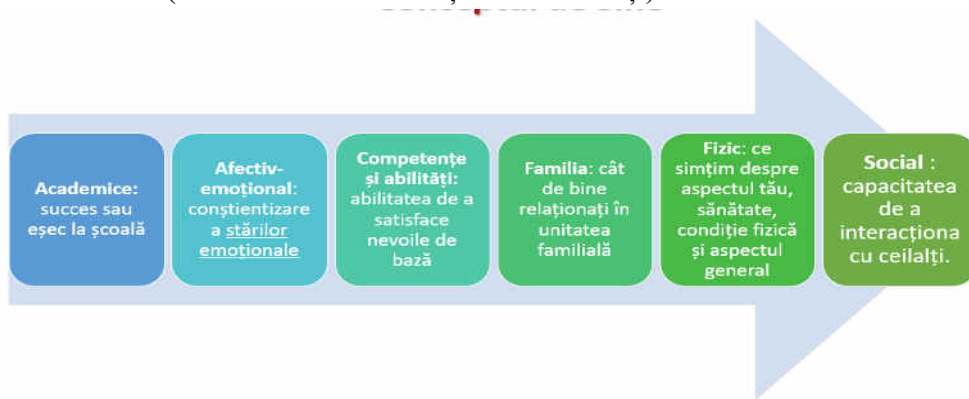 Academice:
succes sau
eșec la școală
Afectiv-
emoțional:
conștientizare
a stărilor
emoționale
Competențe
și abilități:
abilitatea de a
satisface
nevoile de
bază
Familia: cât
de bine
relaționați în
unitatea
familială
Fizic: ce
simțim despre
aspectul tău,
sănătate,
condiție fizică
și aspectul
general
Social :
capacitatea
de a
interacționa
cu ceilalți.